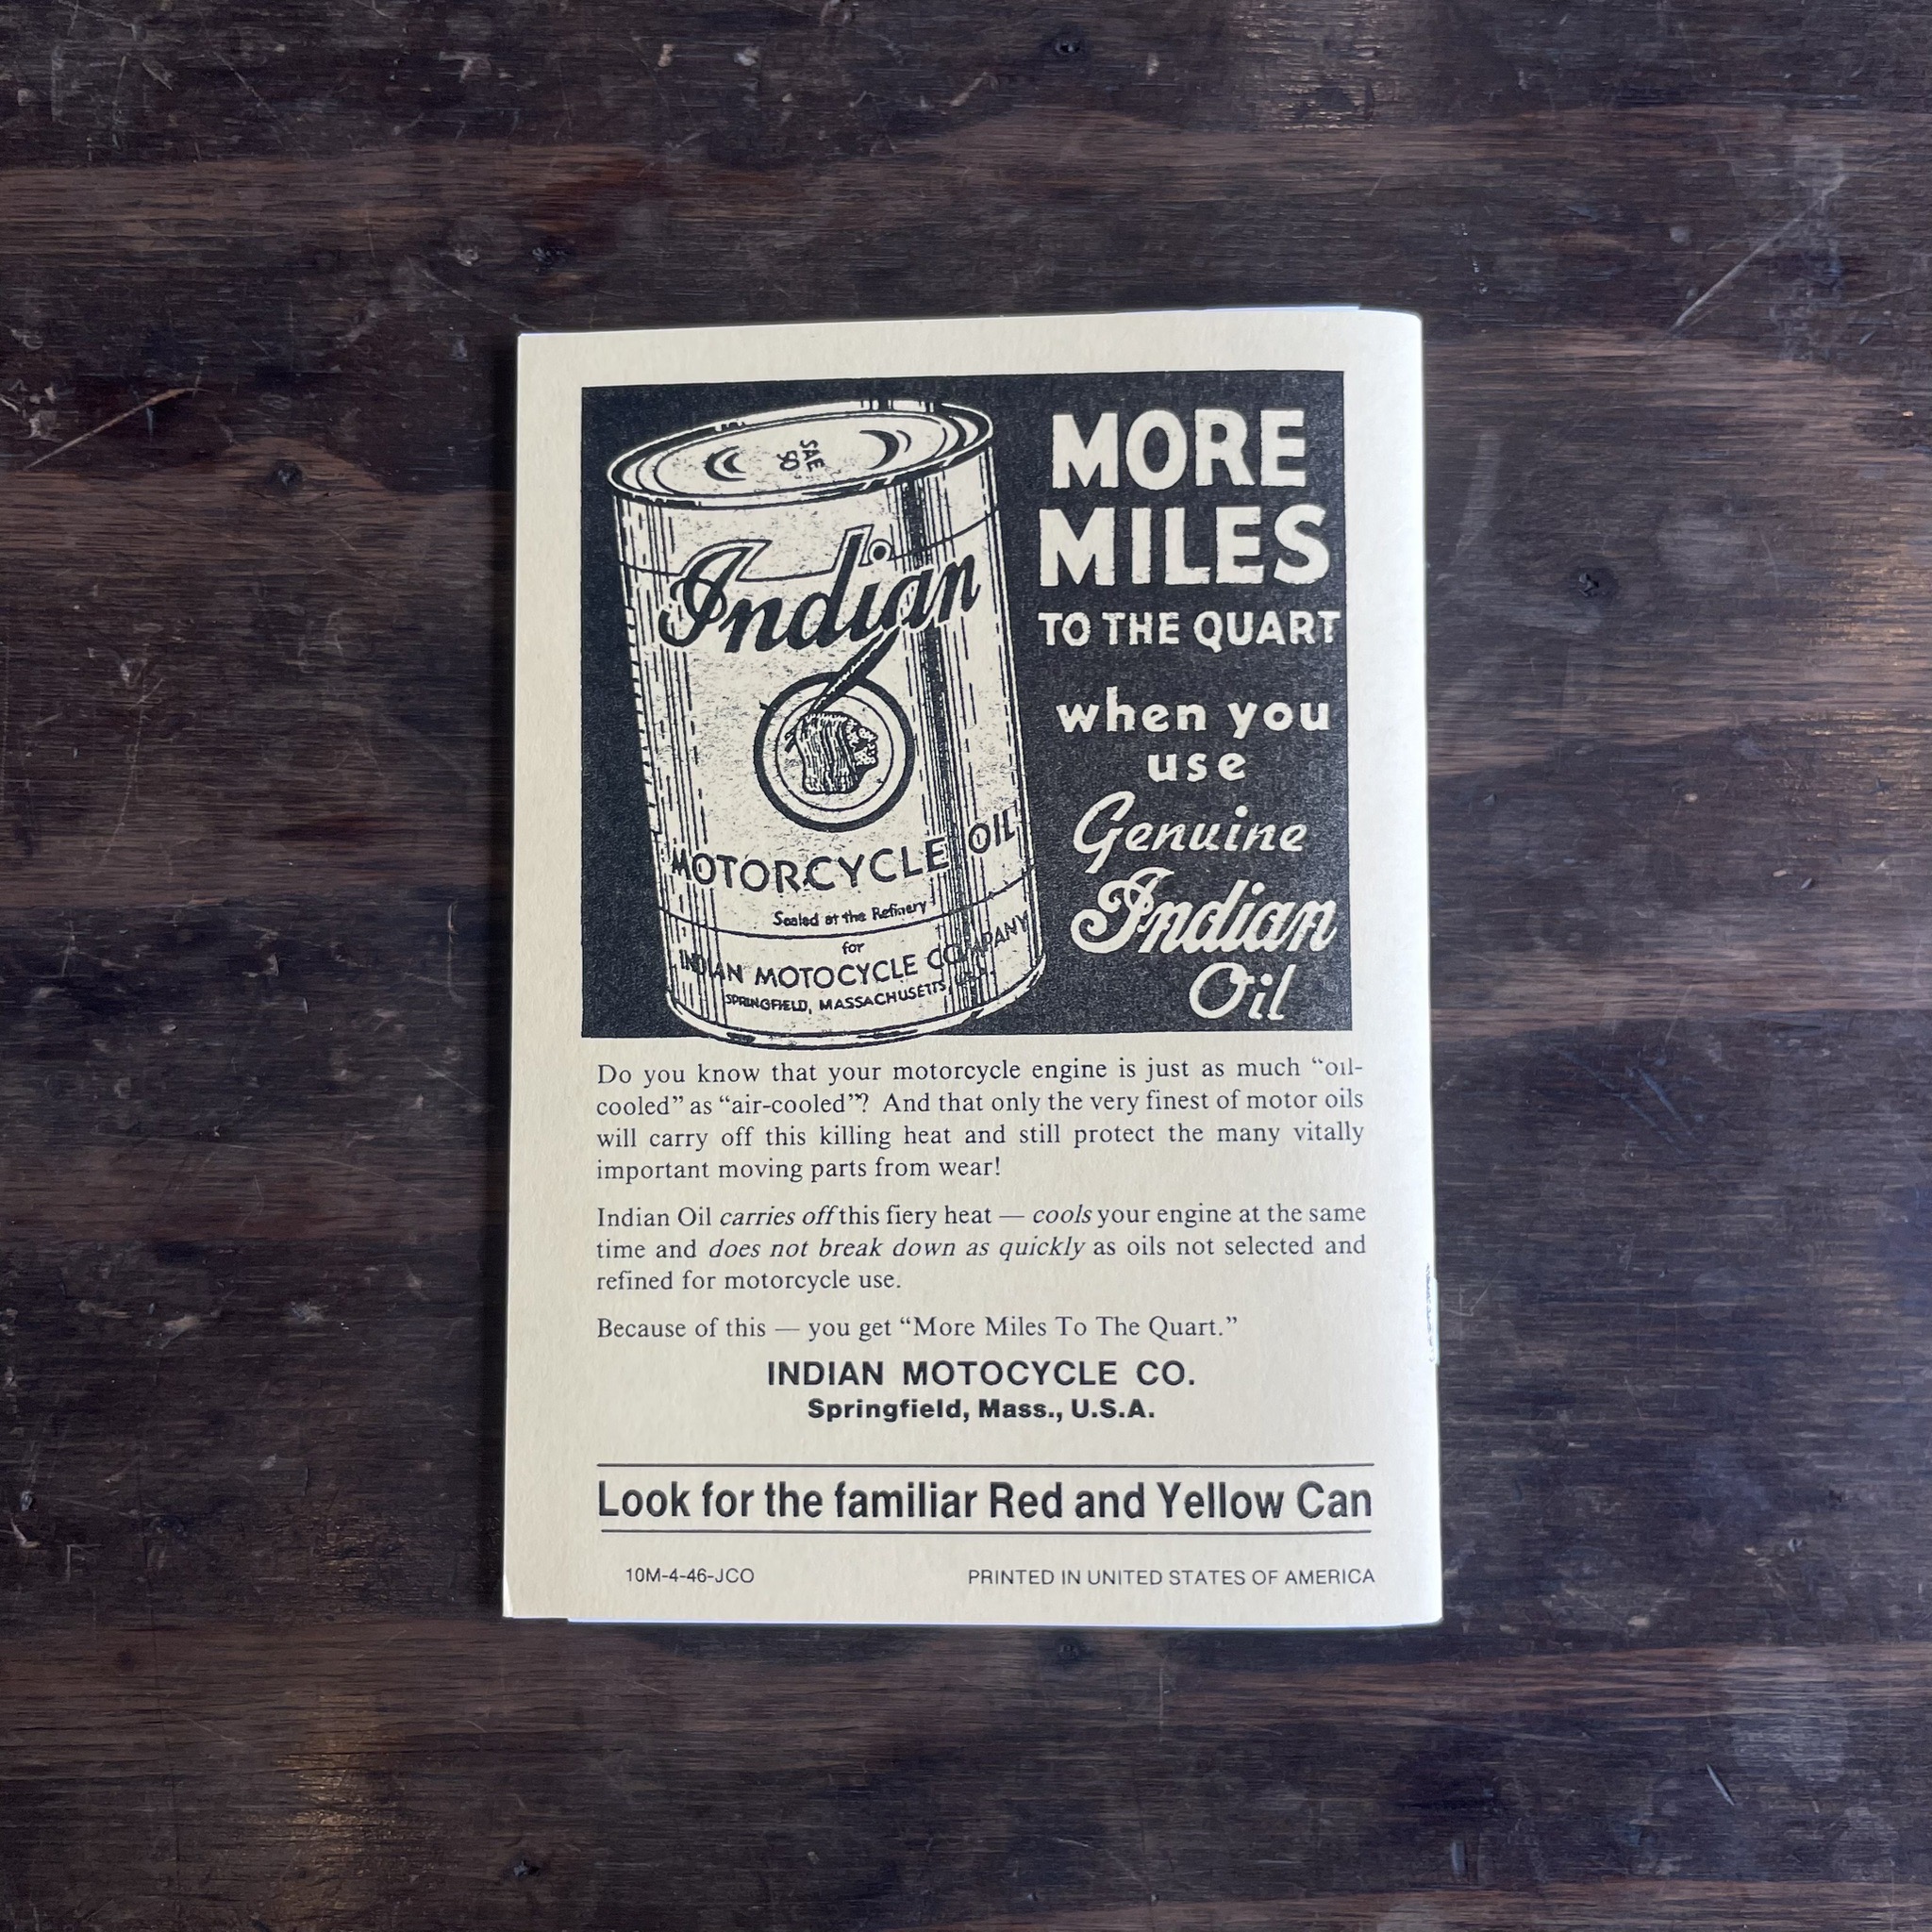 SAE
50
Indian
MOTORCYCLE OIL
Sealed at the Refinery
for
INDIAN MOTOCYCLE COMPANY
SPRINGFIELD, MASSACHUSETTS, U.S.A.
MORE
MILES
TO THE QUART
when you
use
Genuine
Indian
Oil
Do you know that your motorcycle engine is just as much “oil-
cooled” as “air-cooled”? And that only the very finest of motor oils
will carry off this killing heat and still protect the many vitally
important moving parts from wear!
Indian Oil carries off this fiery heat — cools your engine at the same
time and does not break down as quickly as oils not selected and
refined for motorcycle use.
Because of this — you get “More Miles To The Quart.”
INDIAN MOTOCYCLE CO.
Springfield, Mass., U.S.A.
Look for the familiar Red and Yellow Can
10M-4-46-JCO
PRINTED IN UNITED STATES OF AMERICA